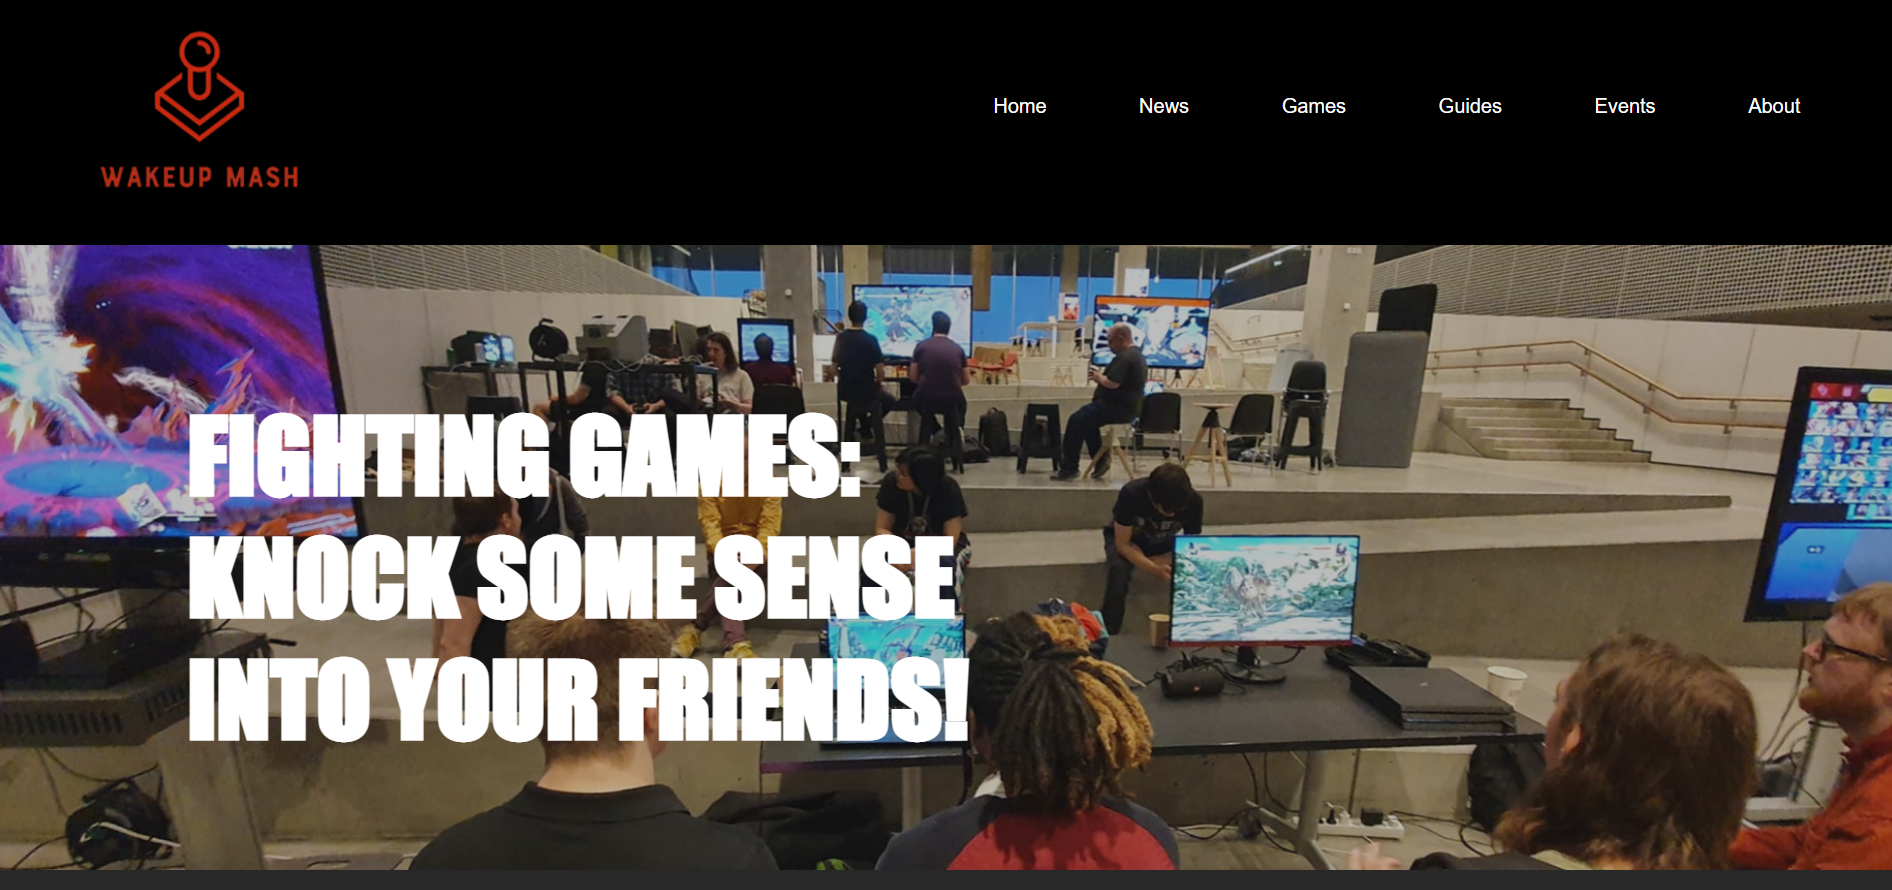 WAKEUP MASH
Home News Games Guides Events About
FIGHTING GAMES:
KNOCK SOME SENSE
INTO YOUR FRIENDS!